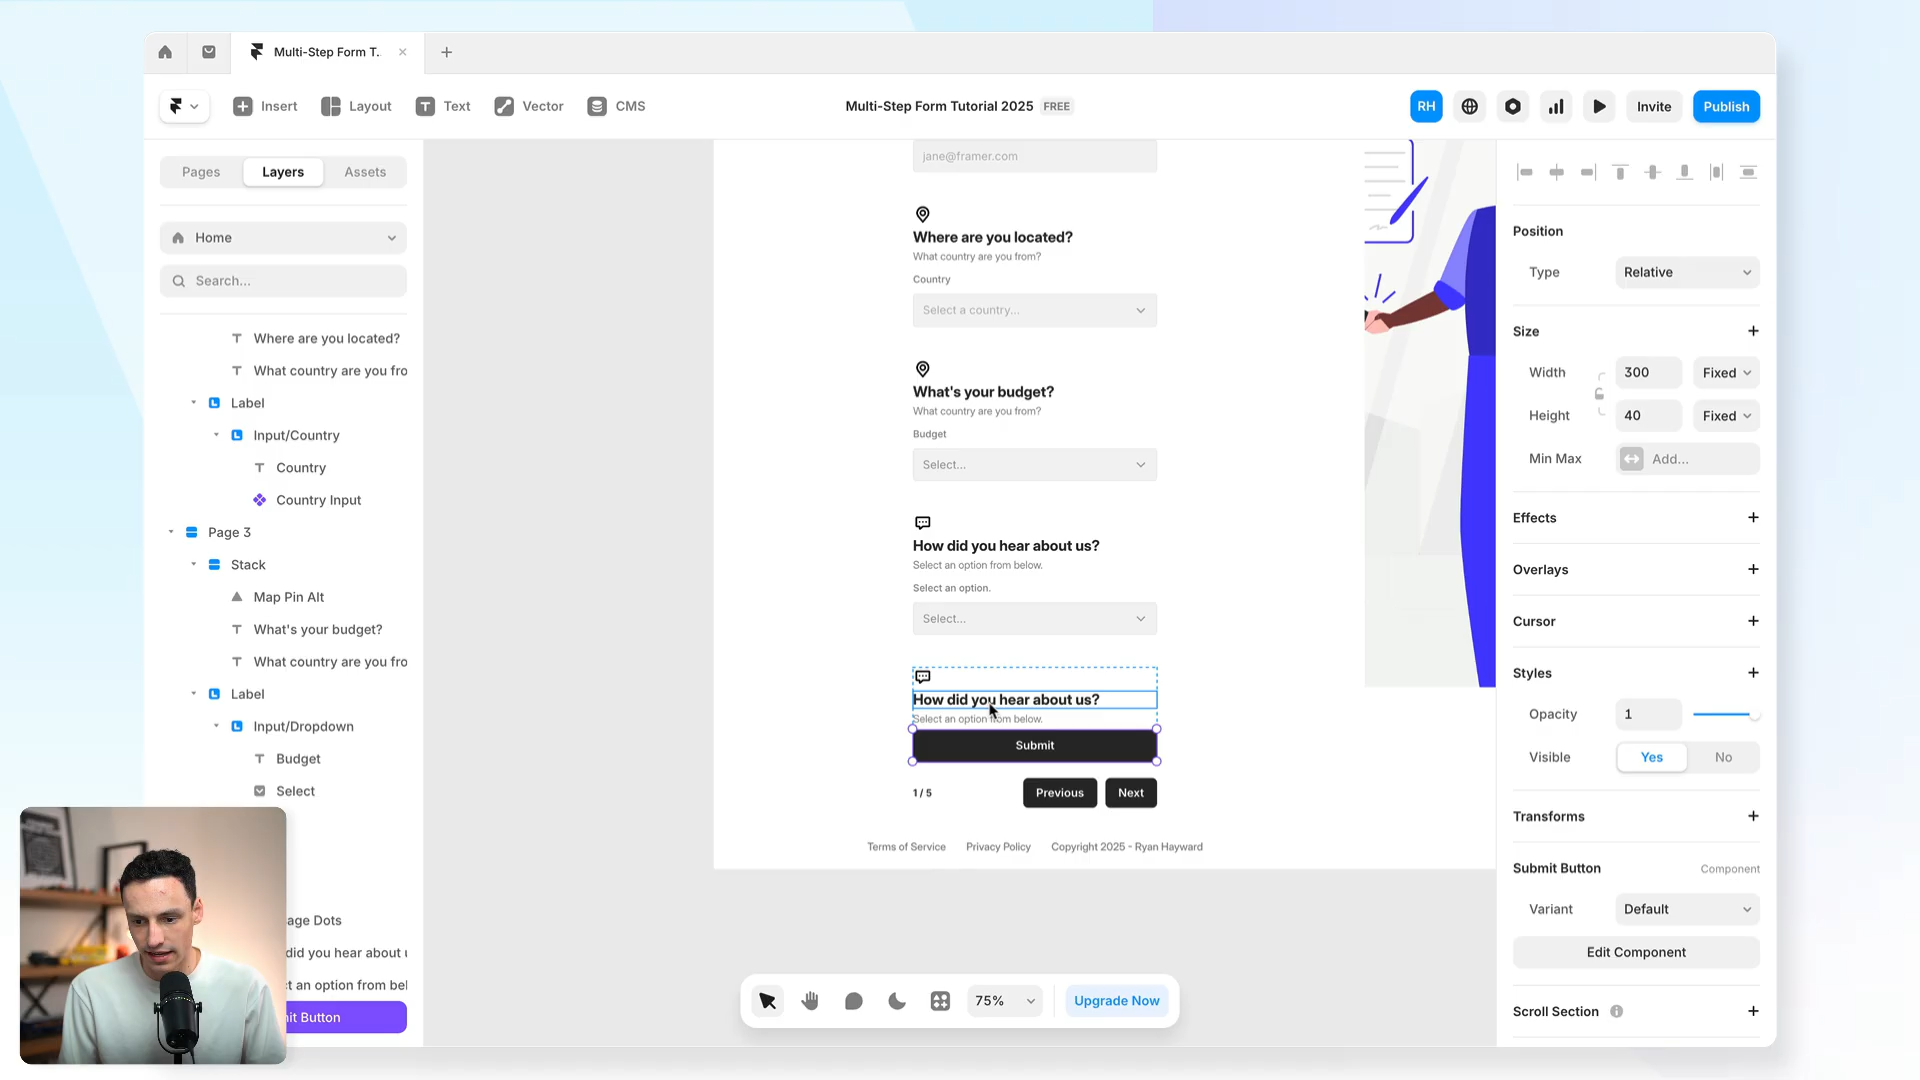 Multi-Step Form T..
Insert
Layout
Text
Vector
CMS
Multi-Step Form Tutorial 2025 FREE
RH
Invite
Publish
Pages
Layers
Assets
Home
Search...
Where are you located?
What country are you fro
Label
Input/Country
Country
Country Input
Page 3
Stack
Map Pin Alt
What's your budget?
What country are you fro
Label
Input/Dropdown
Budget
Select
age Dots
did you hear about u
ct an option from bel
nit Button
jane@framer.com
Where are you located?
What country are you from?
Country
Select a country...
What's your budget?
What country are you from?
Budget
Select...
How did you hear about us?
Select an option from below.
Select an option.
Select...
How did you hear about us?
Select an option from below.
Submit
1 / 5
Previous
Next
Terms of Service
Privacy Policy
Copyright 2025 - Ryan Hayward
75%
Upgrade Now
Position
Type
Relative
Size
Width
300
Fixed
Height
40
Fixed
Min Max
Add...
Effects
Overlays
Cursor
Styles
Opacity
1
Visible
Yes
No
Transforms
Submit Button
Component
Variant
Default
Edit Component
Scroll Section